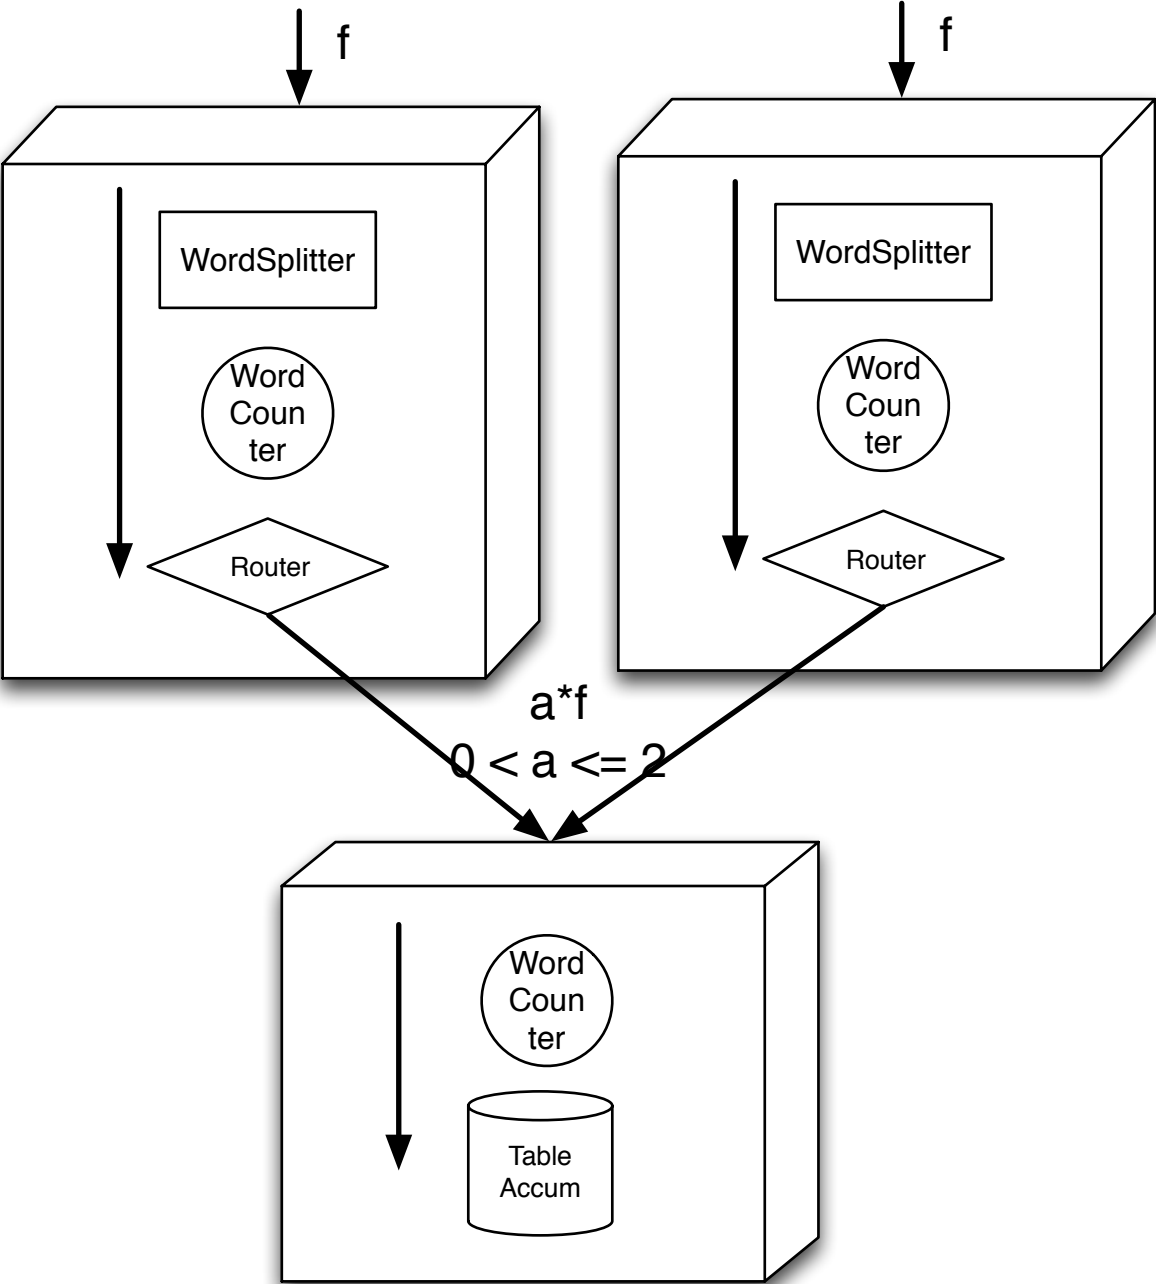 f
f
WordSplitter
Word
Coun
ter
Router
WordSplitter
Word
Coun
ter
Router
a*f
0 < a <= 2
Word
Coun
ter
Table
Accum